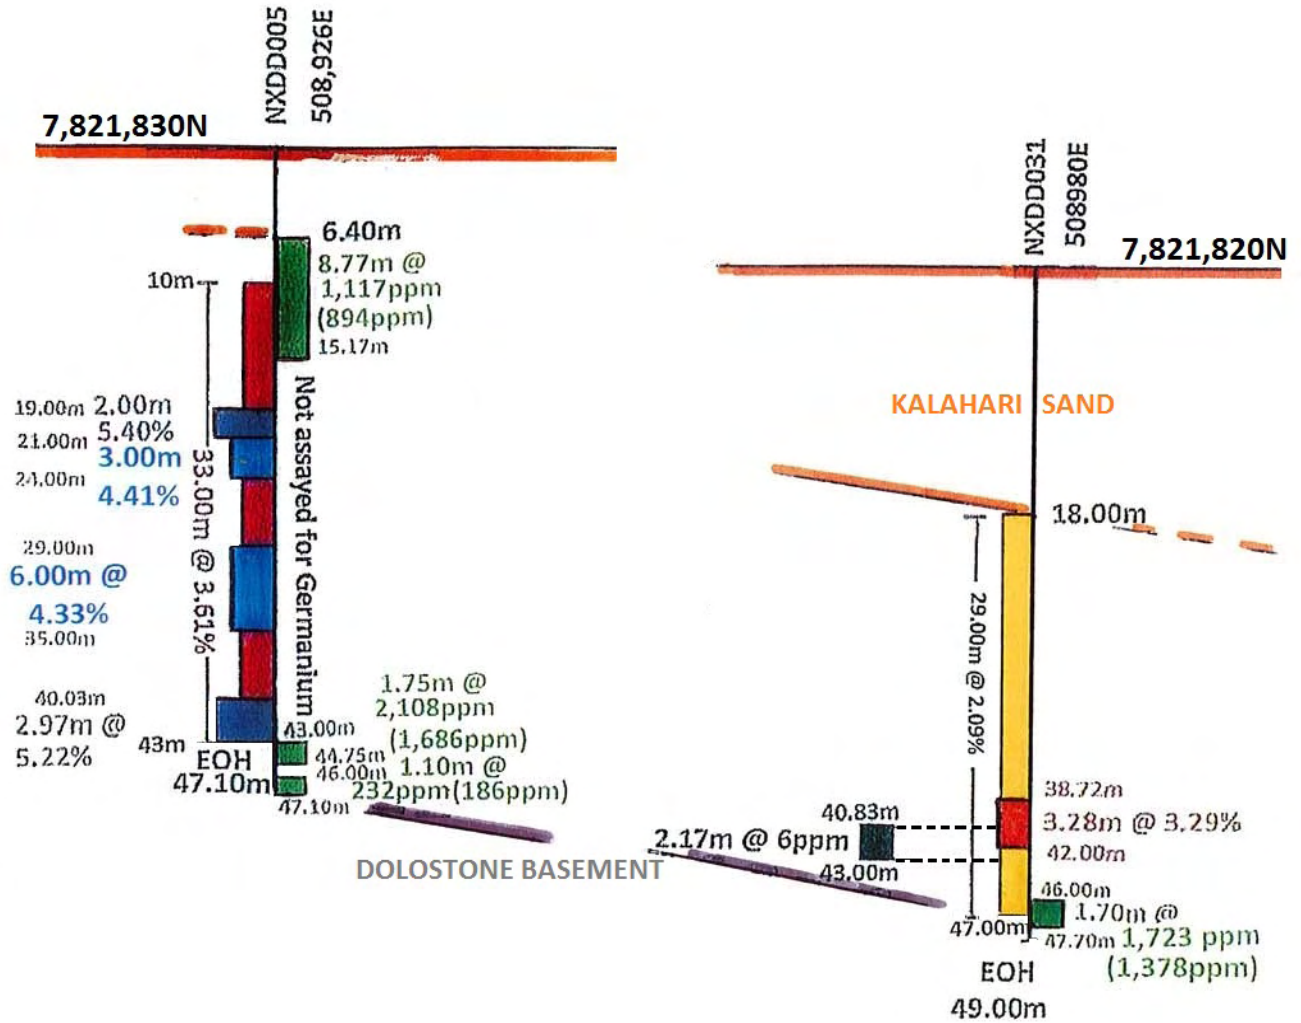 NXDD005
508,926E
7,821,830N
6.40m
8.77m @
1,117ppm
(894ppm)
15.17m
10m
19.00m 2.00m
5.40%
21.00m
3.00m
24.00m
4.41%
33.00m @ 3.61%
Not assayed for Germanium
29.00m
6.00m @
4.33%
35.00m
40.03m
2.97m @
5.22%
43m
EOH
47.10m
43.00m
44.75m
46.00m
47.10m
1.75m @
2,108ppm
(1,686ppm)
1.10m @
232ppm(186ppm)
DOLOSTONE BASEMENT
NXDD031
508980E
7,821,820N
KALAHARI SAND
18.00m
29.00m @ 2.09%
38.72m
3.28m @ 3.29%
42.00m
40.83m
2.17m @ 6ppm
43.00m
46.00m
1.70m @
47.00m
47.70m 1,723 ppm
(1,378ppm)
EOH
49.00m